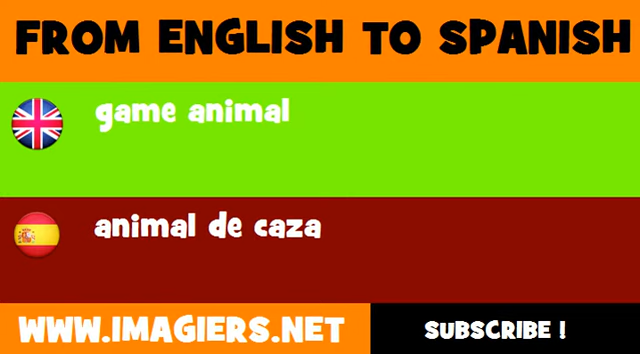 FROM ENGLISH TO SPANISH
game animal
animal de caza
WWW.IMAGIERS.NET
SUBSCRIBE !